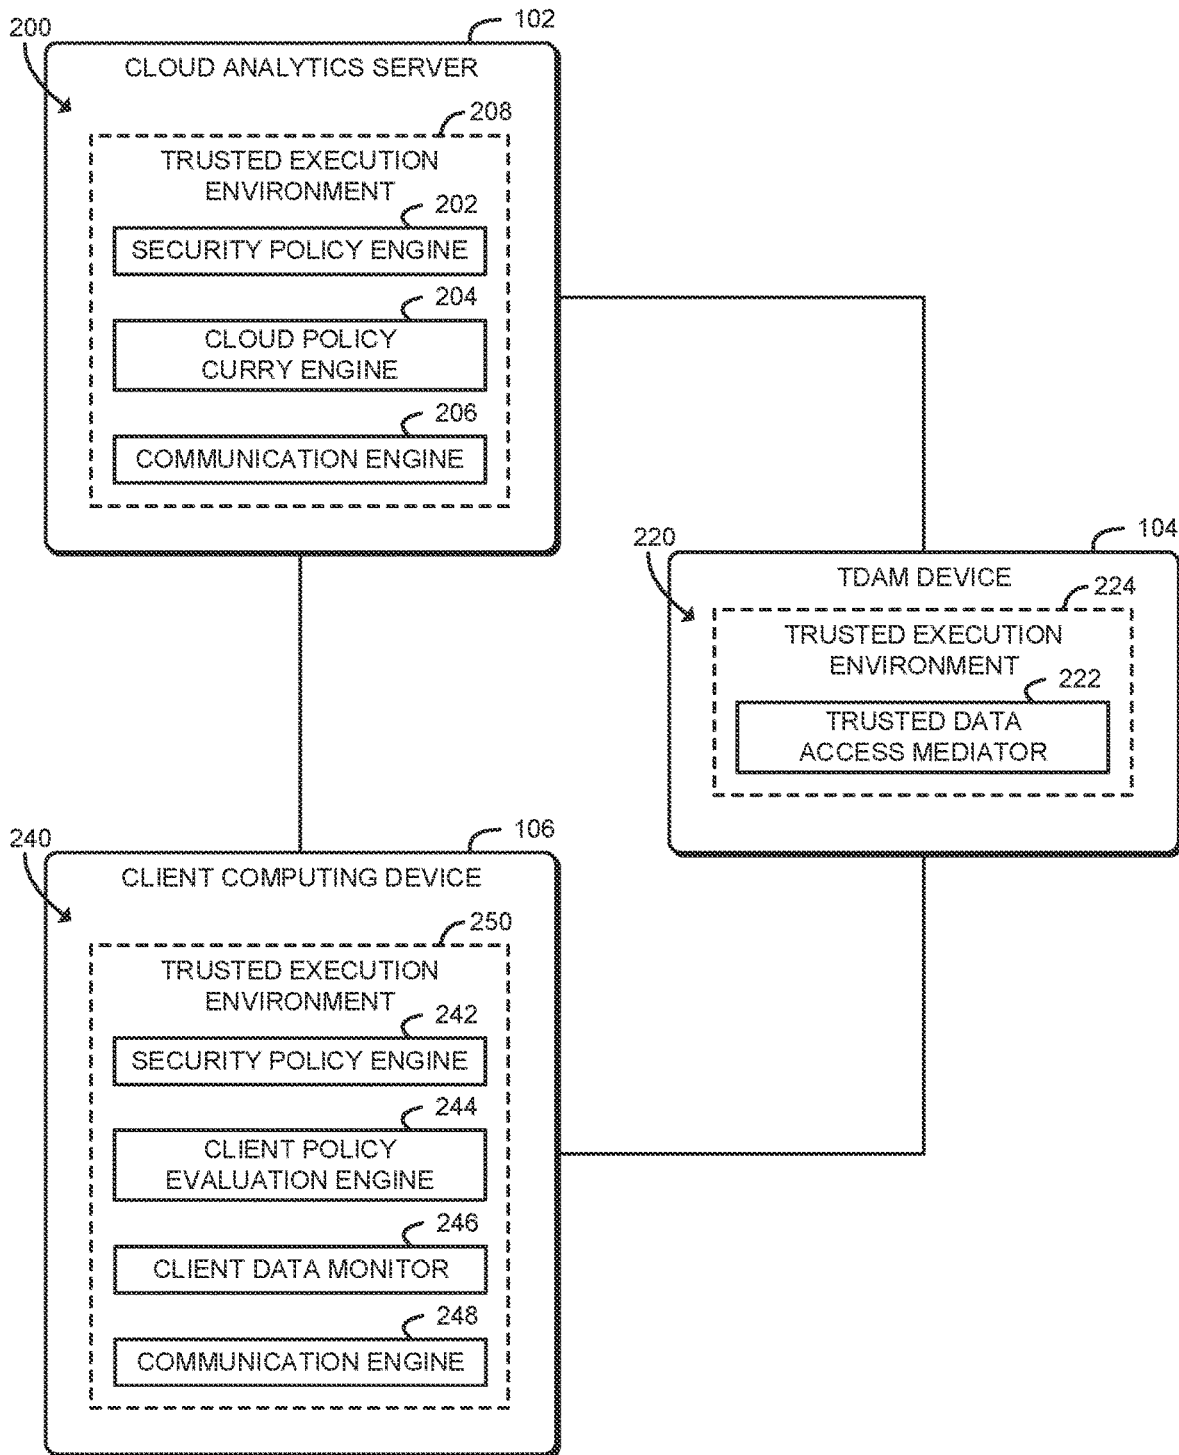 200
102
CLOUD ANALYTICS SERVER
208
TRUSTED EXECUTION
ENVIRONMENT
202
SECURITY POLICY ENGINE
204
CLOUD POLICY
CURRY ENGINE
206
COMMUNICATION ENGINE
220
104
TDAM DEVICE
224
TRUSTED EXECUTION
ENVIRONMENT
222
TRUSTED DATA
ACCESS MEDIATOR
240
106
CLIENT COMPUTING DEVICE
250
TRUSTED EXECUTION
ENVIRONMENT
242
SECURITY POLICY ENGINE
244
CLIENT POLICY
EVALUATION ENGINE
246
CLIENT DATA MONITOR
248
COMMUNICATION ENGINE